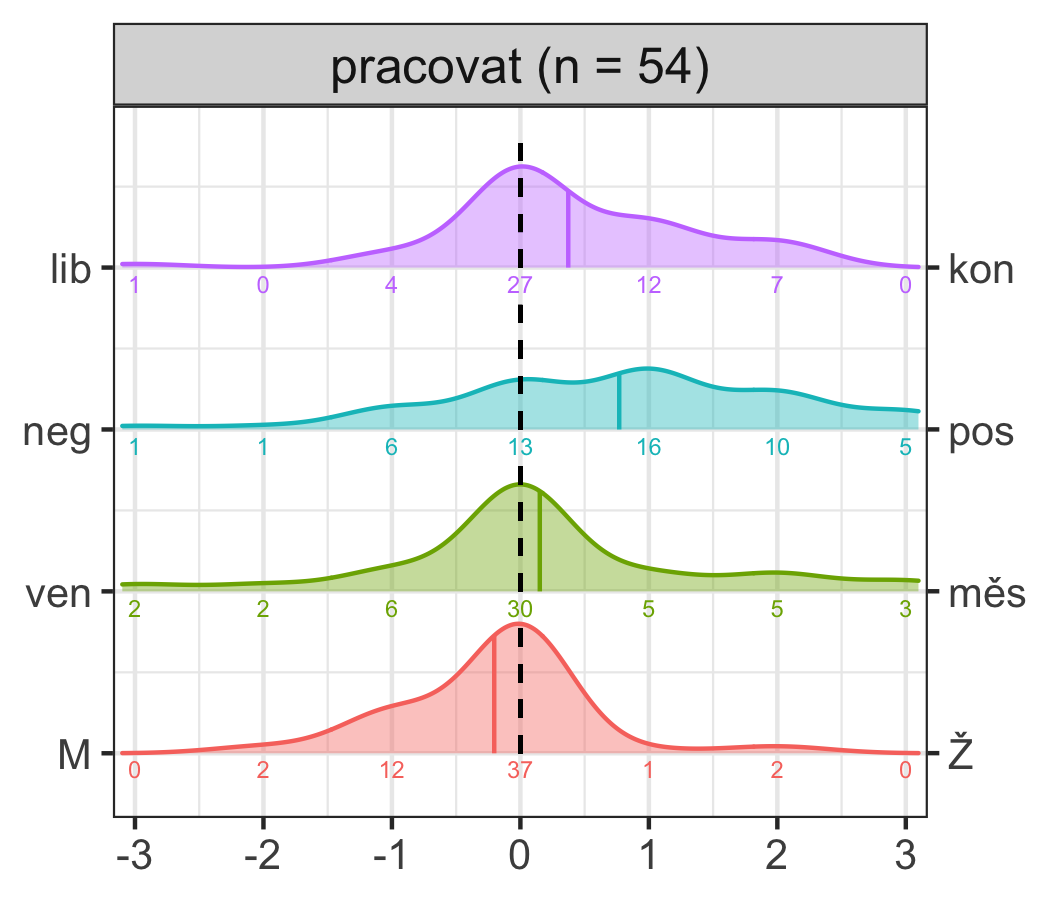 pracovat (n = 54)
lib kon
1 0 4 27 12 7 0
neg pos
1 1 6 13 16 10 5
ven měs
2 2 6 30 5 5 3
M Ž
0 2 12 37 1 2 0
-3 -2 -1 0 1 2 3